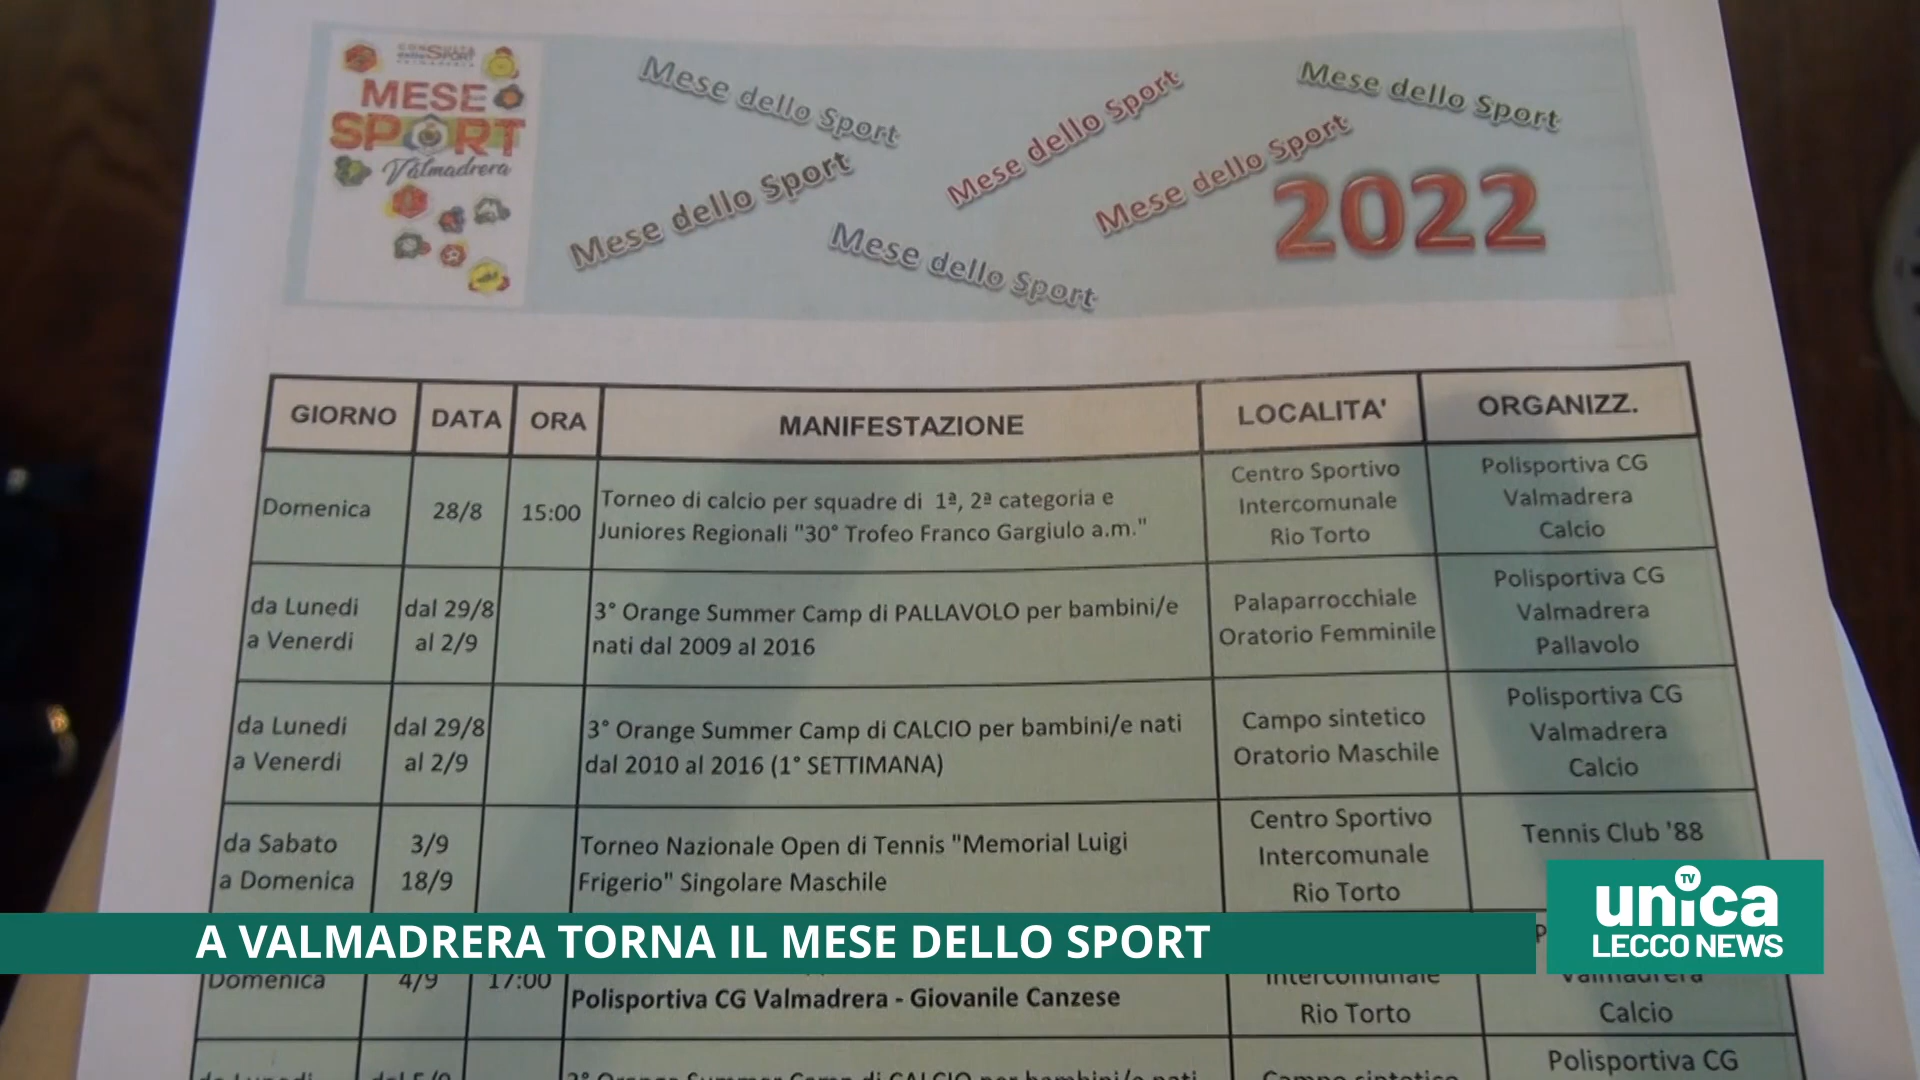 CONSULTA
delloSPORT
MESE
SPORT
Valmadrera
Mese dello Sport
Mese dello Sport
Mese dello Sport
Mese dello Sport
Mese dello Sport
Mese dello Sport
2022
GIORNO DATA ORA MANIFESTAZIONE LOCALITA' ORGANIZZ.
Domenica
28/8
15:00
Torneo di calcio per squadre di 1ª, 2ª categoria e
Juniores Regionali "30° Trofeo Franco Gargiulo a.m."
Centro Sportivo
Intercomunale
Rio Torto
Polisportiva CG
Valmadrera
Calcio
da Lunedi
a Venerdi
dal 29/8
al 2/9
3° Orange Summer Camp di PALLAVOLO per bambini/e
nati dal 2009 al 2016
Palaparrocchiale
Oratorio Femminile
Polisportiva CG
Valmadrera
Pallavolo
da Lunedi
a Venerdi
dal 29/8
al 2/9
3° Orange Summer Camp di CALCIO per bambini/e nati
dal 2010 al 2016 (1° SETTIMANA)
Campo sintetico
Oratorio Maschile
Polisportiva CG
Valmadrera
Calcio
da Sabato
a Domenica
3/9
18/9
Torneo Nazionale Open di Tennis "Memorial Luigi
Frigerio" Singolare Maschile
Centro Sportivo
Intercomunale
Rio Torto
Tennis Club '88
A VALMADRERA TORNA IL MESE DELLO SPORT
TV
unica
LECCO NEWS
Domenica
4/9
17:00
Polisportiva CG Valmadrera - Giovanile Canzese
Intercomunale
Rio Torto
Valmadrera
Calcio
Polisportiva CG